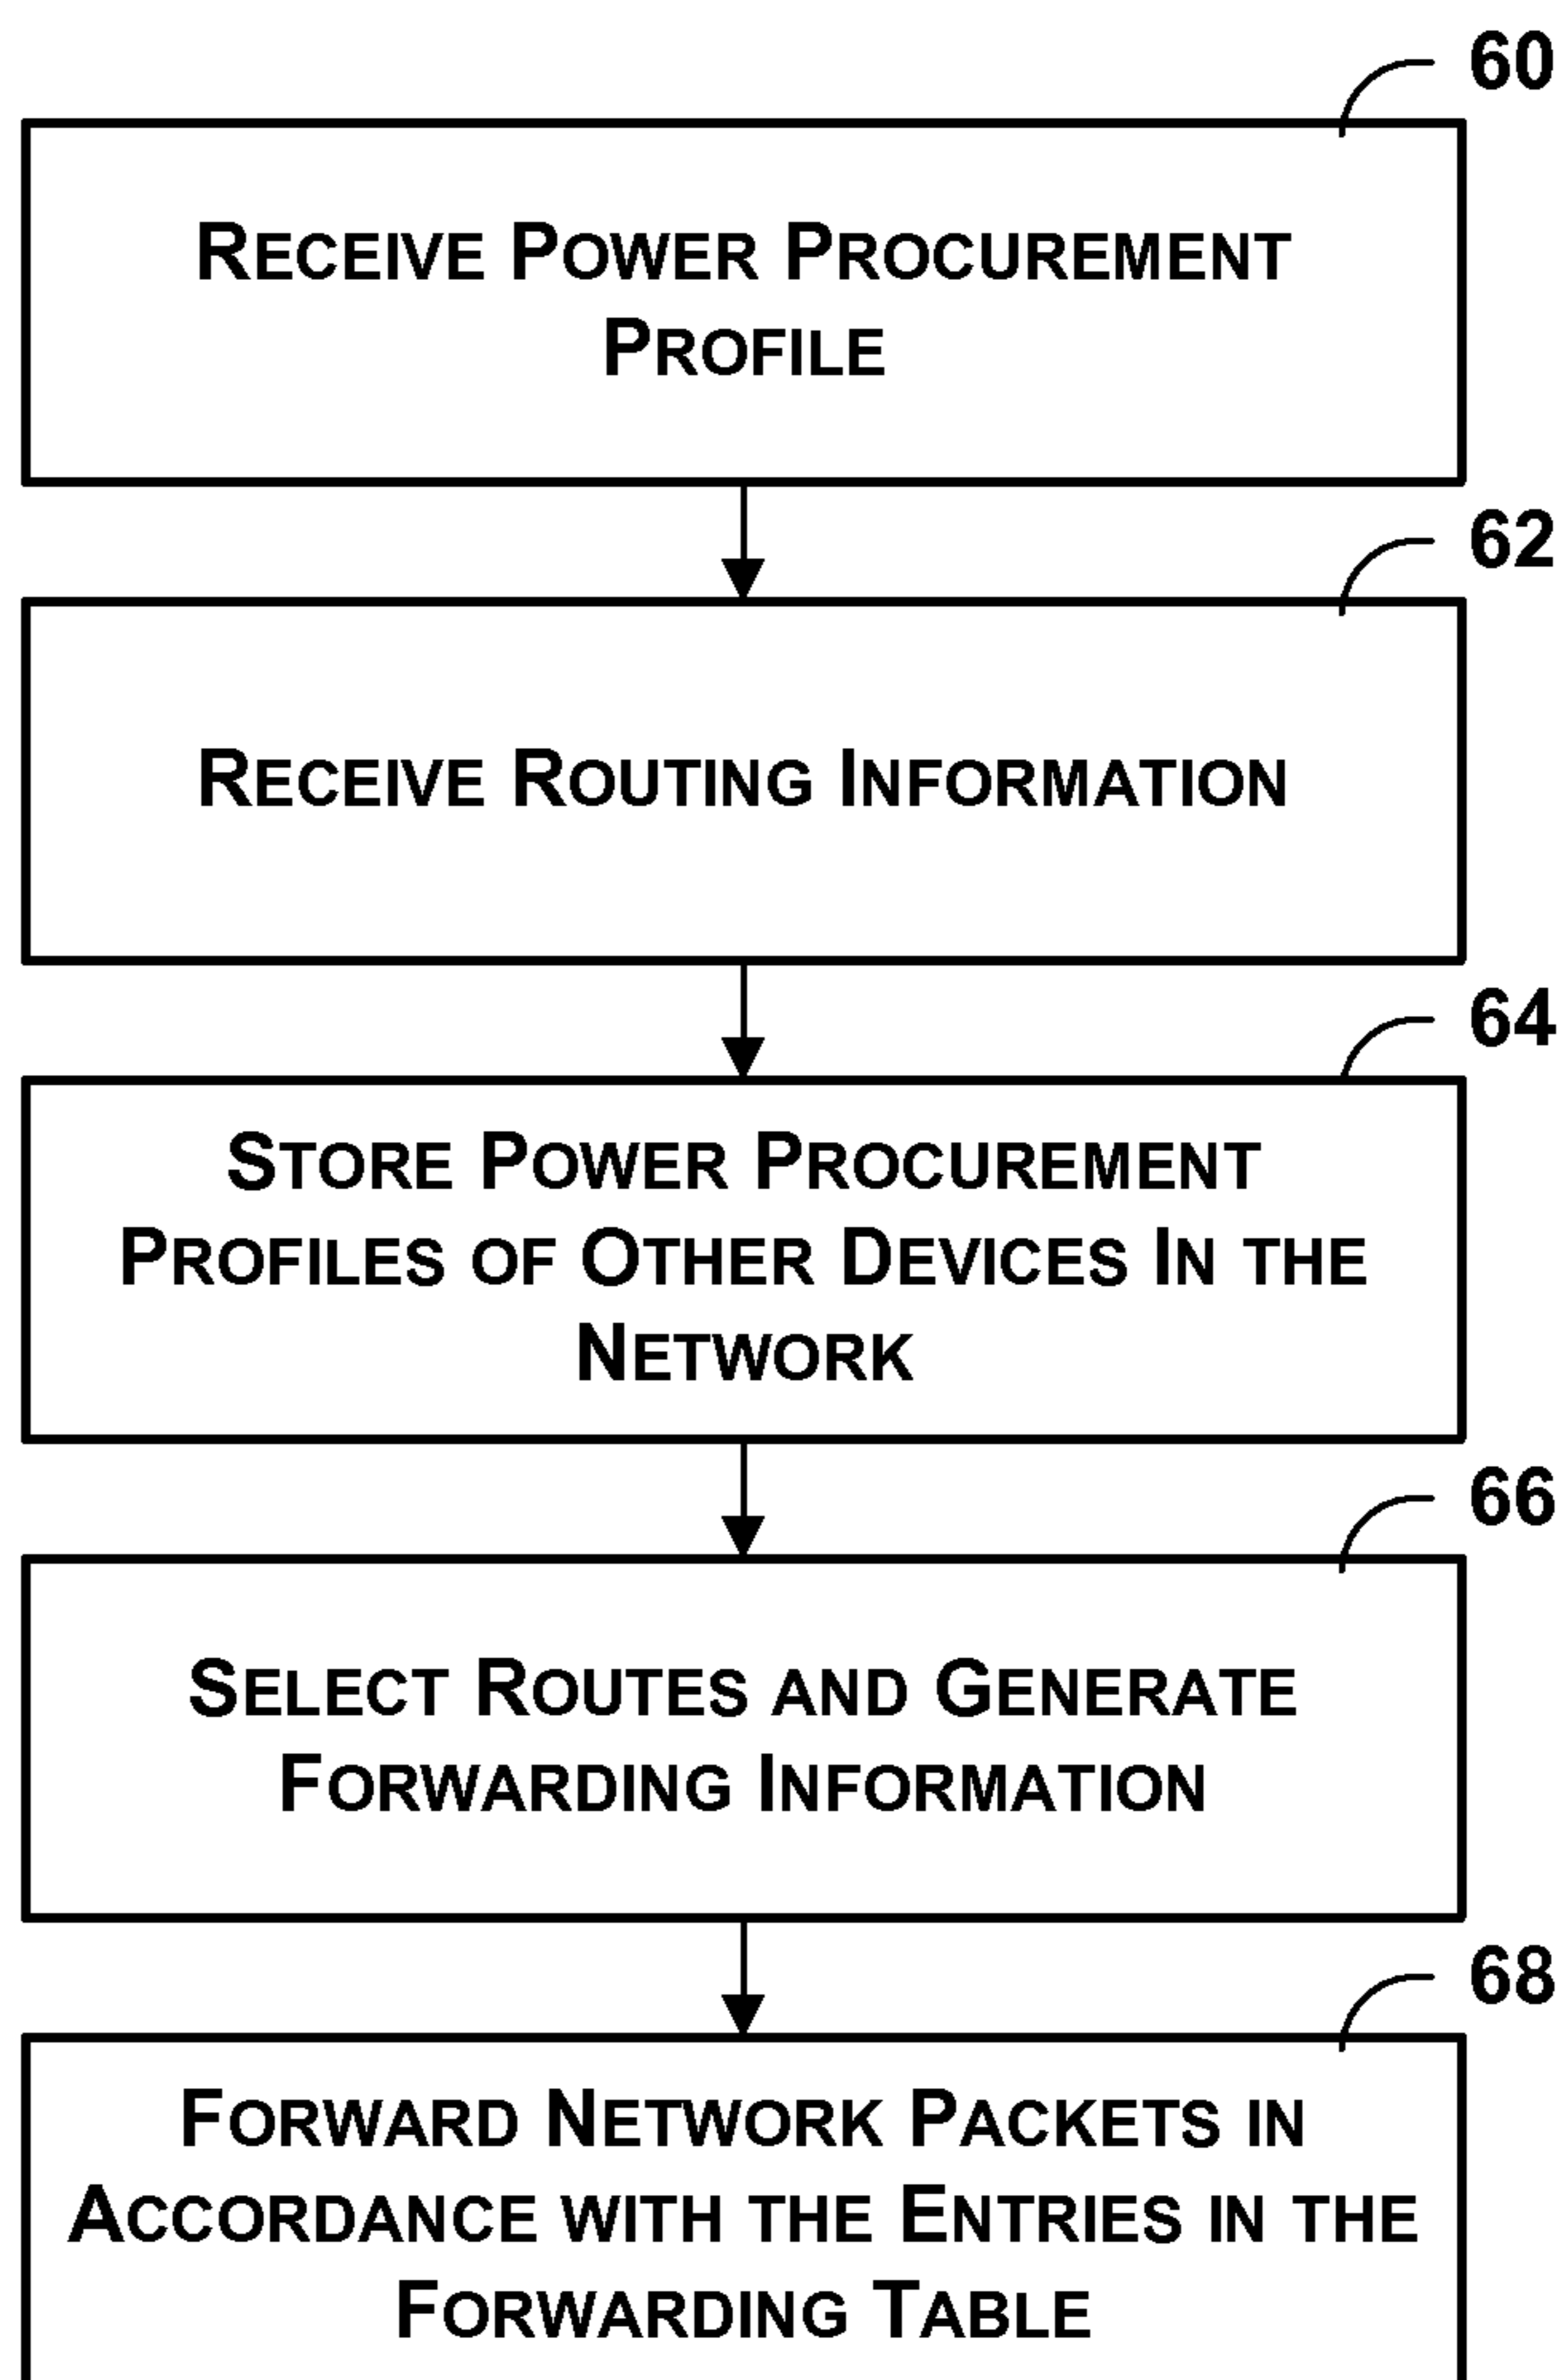 60
RECEIVE POWER PROCUREMENT
PROFILE
62
RECEIVE ROUTING INFORMATION
64
STORE POWER PROCUREMENT
PROFILES OF OTHER DEVICES IN THE
NETWORK
66
SELECT ROUTES AND GENERATE
FORWARDING INFORMATION
68
FORWARD NETWORK PACKETS IN
ACCORDANCE WITH THE ENTRIES IN THE
FORWARDING TABLE